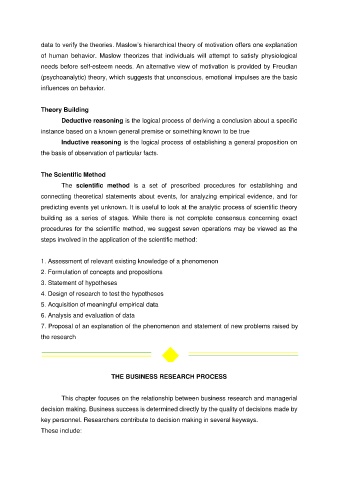 data to verify the theories. Maslow's hierarchical theory of motivation offers one explanation
of human behavior. Maslow theorizes that individuals will attempt to satisfy physiological
needs before self-esteem needs. An alternative view of motivation is provided by Freudian
(psychoanalytic) theory, which suggests that unconscious, emotional impulses are the basic
influences on behavior.
Theory Building
Deductive reasoning is the logical process of deriving a conclusion about a specific
instance based on a known general premise or something known to be true
Inductive reasoning is the logical process of establishing a general proposition on
the basis of observation of particular facts.
The Scientific Method
The scientific method is a set of prescribed procedures for establishing and
connecting theoretical statements about events, for analyzing empirical evidence, and for
predicting events yet unknown. It is useful to look at the analytic process of scientific theory
building as a series of stages. While there is not complete consensus concerning exact
procedures for the scientific method, we suggest seven operations may be viewed as the
steps involved in the application of the scientific method:
1. Assessment of relevant existing knowledge of a phenomenon
2. Formulation of concepts and propositions
3. Statement of hypotheses
4. Design of research to test the hypotheses
5. Acquisition of meaningful empirical data
6. Analysis and evaluation of data
7. Proposal of an explanation of the phenomenon and statement of new problems raised by
the research
THE BUSINESS RESEARCH PROCESS
This chapter focuses on the relationship between business research and managerial
decision making. Business success is determined directly by the quality of decisions made by
key personnel. Researchers contribute to decision making in several keyways.
These include: